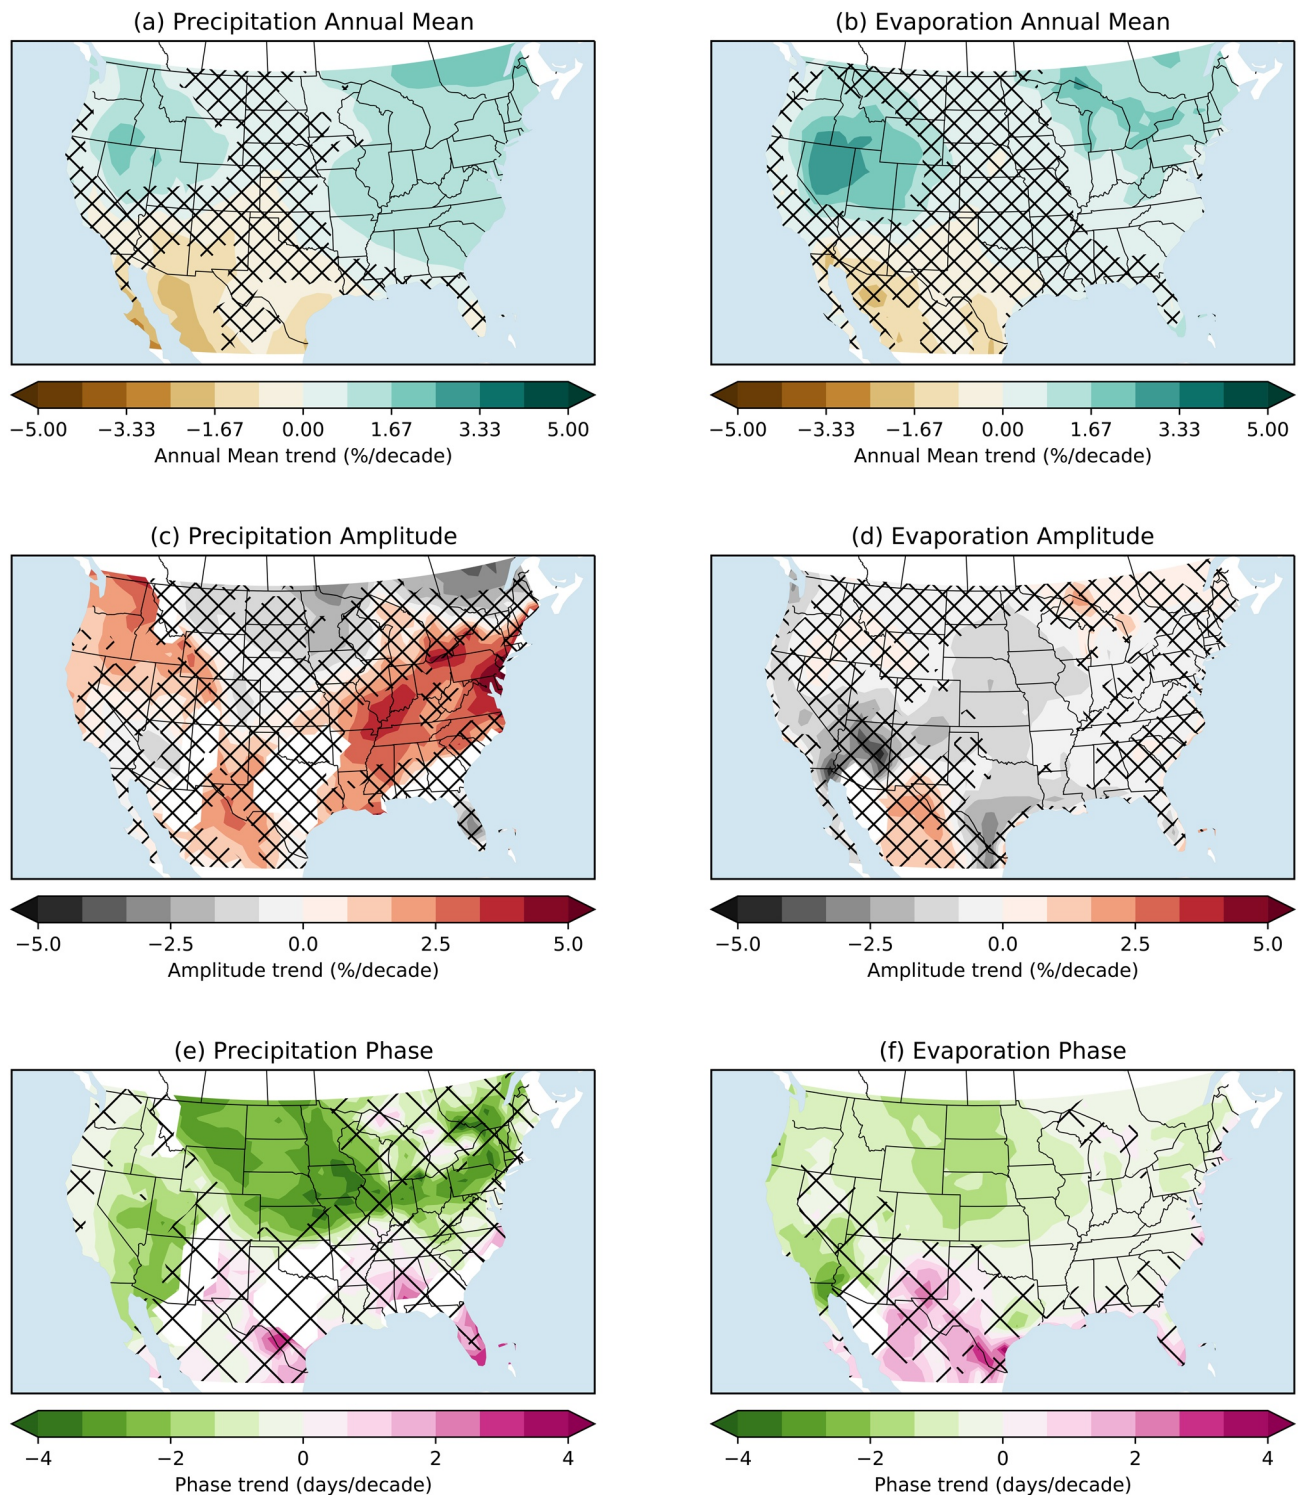 (a) Precipitation Annual Mean
(b) Evaporation Annual Mean
−5.00 −3.33 −1.67 0.00 1.67 3.33 5.00
−5.00 −3.33 −1.67 0.00 1.67 3.33 5.00
Annual Mean trend (%/decade)
Annual Mean trend (%/decade)
(c) Precipitation Amplitude
(d) Evaporation Amplitude
−5.0 −2.5 0.0 2.5 5.0
−5.0 −2.5 0.0 2.5 5.0
Amplitude trend (%/decade)
Amplitude trend (%/decade)
(e) Precipitation Phase
(f) Evaporation Phase
−4 −2 0 2 4
−4 −2 0 2 4
Phase trend (days/decade)
Phase trend (days/decade)